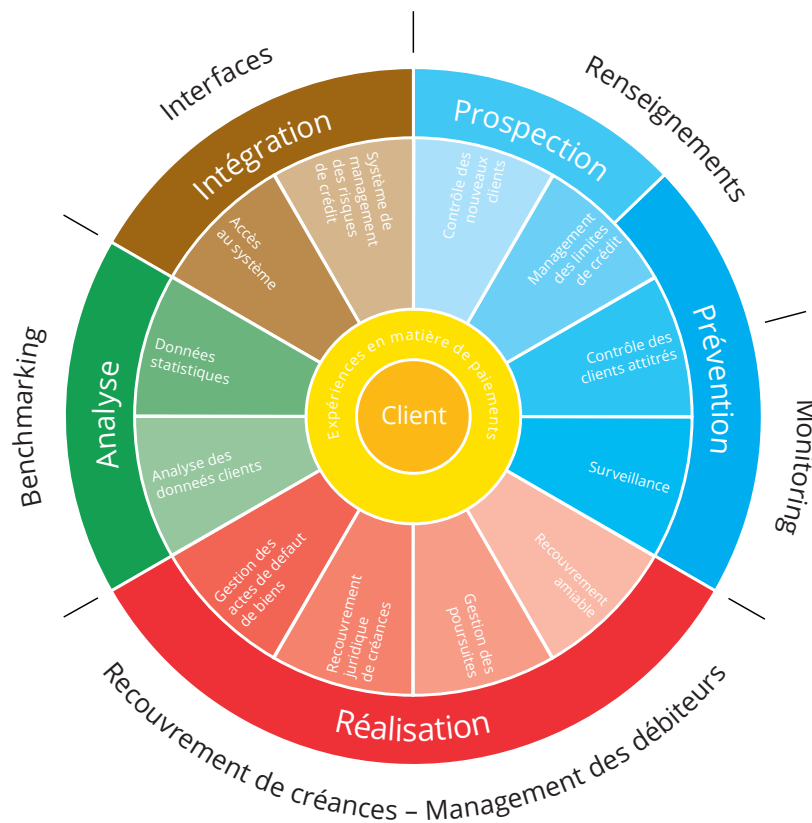 Interfaces
Renseignements
Monitoring
Recouvrement de créances – Management des débiteurs
Benchmarking
Intégration
Prospection
Prévention
Réalisation
Analyse
Système de
management
des risques
de crédit
Contrôle des
nouveaux
clients
Management
des limites
de crédit
Contrôle des
clients attitrés
Surveillance
Recouvrement
amiable
Gestion des
poursuites
Recouvrement
juridique
de créances
Gestion des
actes de defaut
de biens
Analyse des
donneés clients
Données
statistiques
Accès
au système
Expériences en matière de paiements
Client